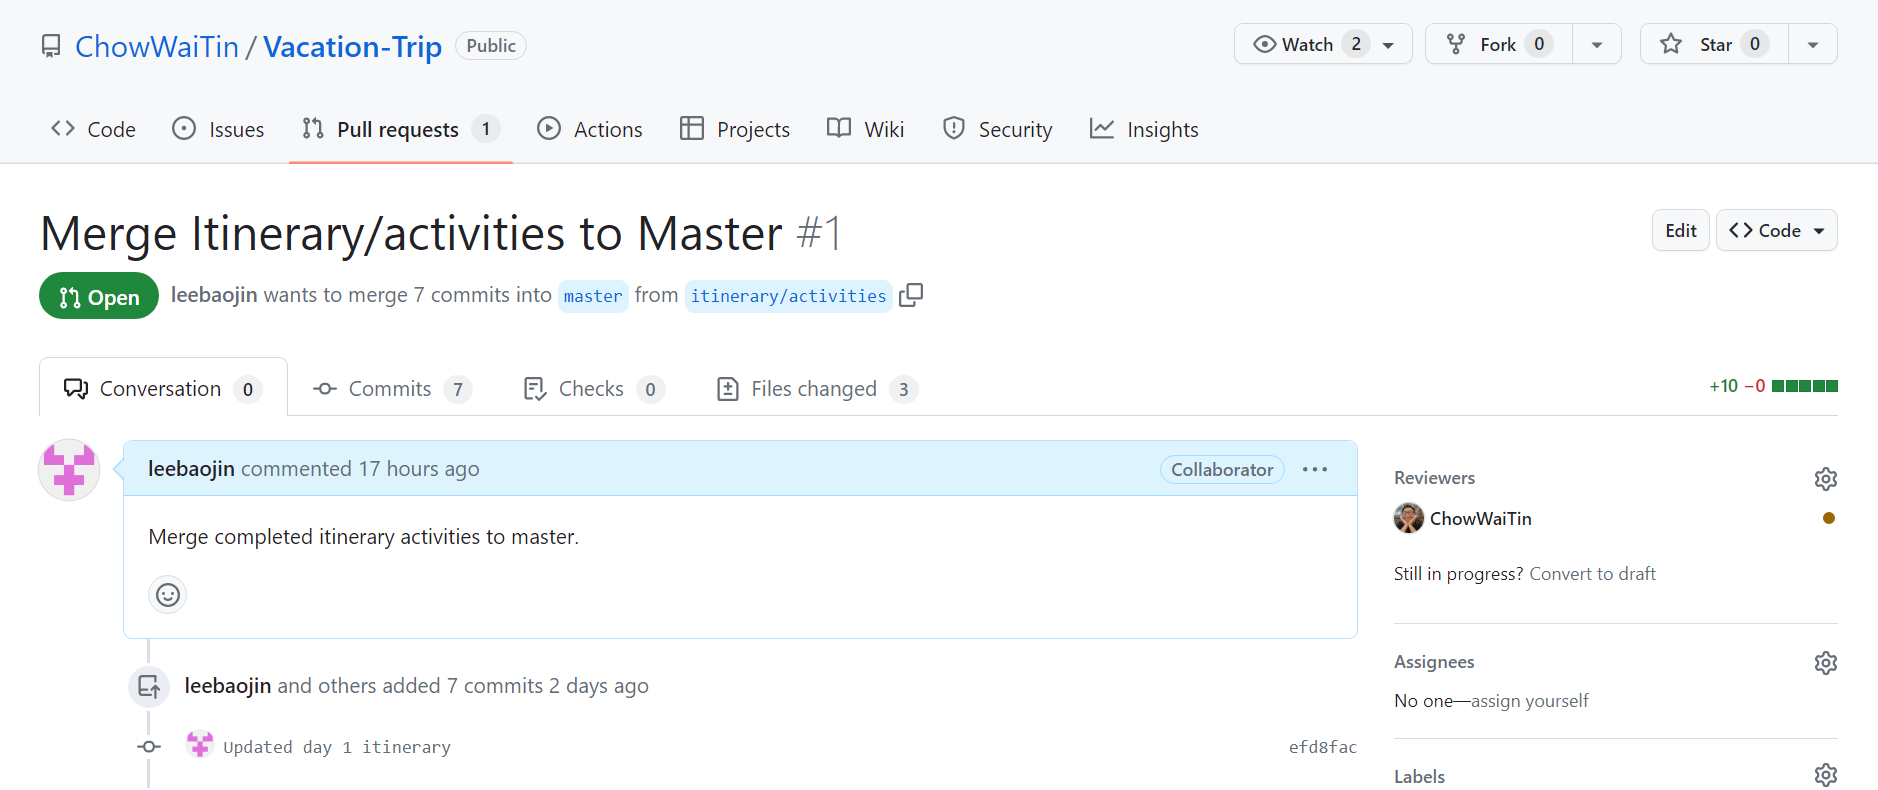 ChowWaiTin / Vacation-Trip Public Watch 2 Fork 0 Star 0
Code Issues Pull requests 1 Actions Projects Wiki Security Insights
Merge Itinerary/activities to Master #1 Edit Code
Open leebaojin wants to merge 7 commits into master from itinerary/activities
Conversation 0 Commits 7 Checks 0 Files changed 3 +10 −0
leebaojin commented 17 hours ago Collaborator
Merge completed itinerary activities to master.
leebaojin and others added 7 commits 2 days ago
Updated day 1 itinerary efd8fac
Reviewers
ChowWaiTin
Still in progress? Convert to draft
Assignees
No one—assign yourself
Labels